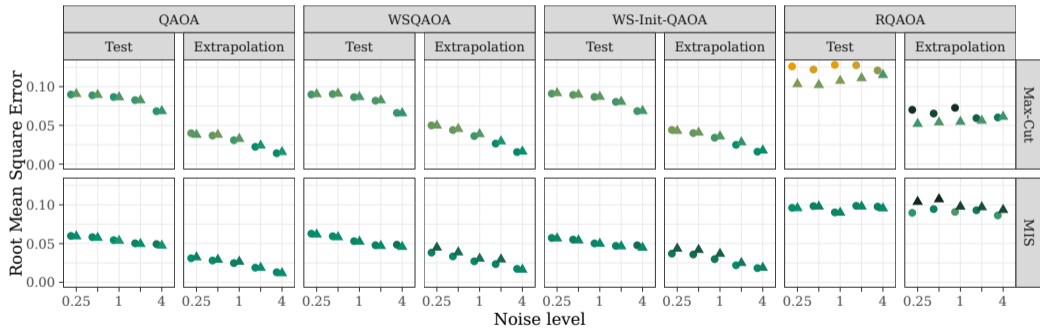 QAOA WSQAOA WS-Init-QAOA RQAOA
Test Extrapolation Test Extrapolation Test Extrapolation Test Extrapolation
Root Mean Square Error
0.10
0.05
0.00
Max-Cut
0.10
0.05
0.00
MIS
0.25 1 4 0.25 1 4 0.25 1 4 0.25 1 4 0.25 1 4 0.25 1 4 0.25 1 4 0.25 1 4
Noise level